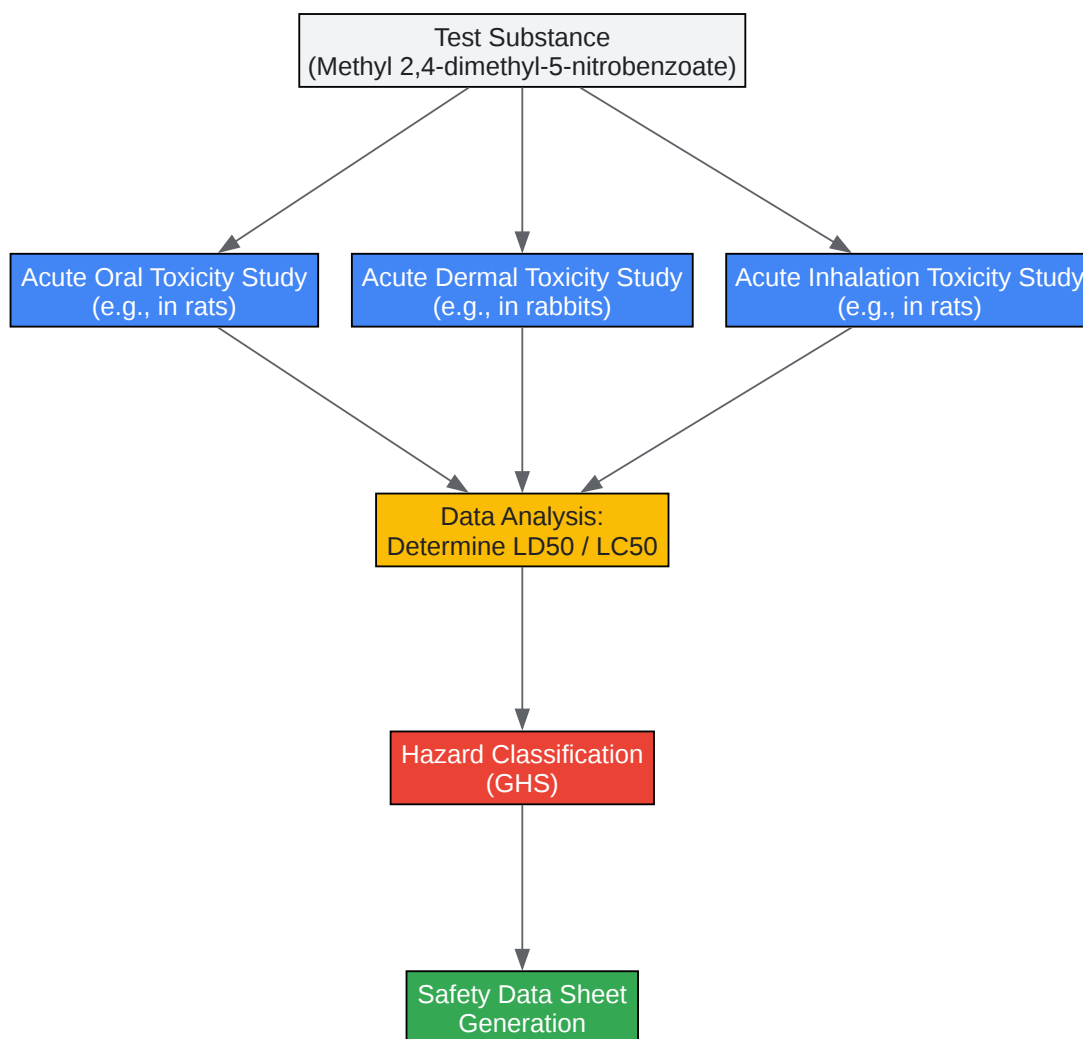 Test Substance
(Methyl 2,4-dimethyl-5-nitrobenzoate)
Acute Oral Toxicity Study
(e.g., in rats)
Acute Dermal Toxicity Study
(e.g., in rabbits)
Acute Inhalation Toxicity Study
(e.g., in rats)
Data Analysis:
Determine LD50 / LC50
Hazard Classification
(GHS)
Safety Data Sheet
Generation